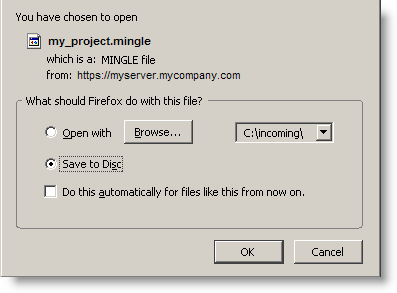 You have chosen to open
my_project.mingle
which is a: MINGLE file
from: https://myserver.mycompany.com
What should Firefox do with this file?
Open with Browse... C:\incoming\
Save to Disc
Do this automatically for files like this from now on.
OK Cancel